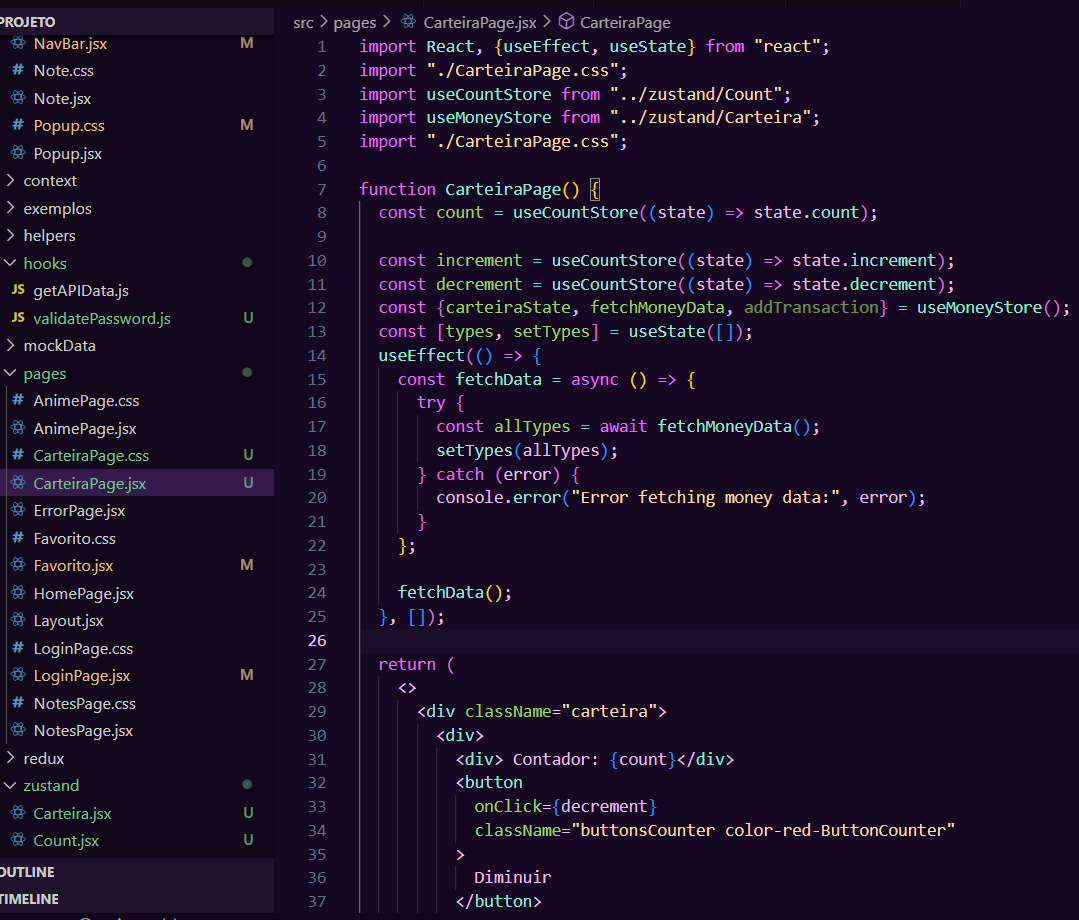 PROJETO
NavBar.jsx M
# Note.css
Note.jsx
# Popup.css M
Popup.jsx
context
exemplos
helpers
hooks
JS getAPIData.js
JS validatePassword.js U
mockData
pages
# AnimePage.css
AnimePage.jsx
# CarteiraPage.css U
CarteiraPage.jsx U
ErrorPage.jsx
# Favorito.css
Favorito.jsx M
HomePage.jsx
Layout.jsx
# LoginPage.css
LoginPage.jsx M
# NotesPage.css
NotesPage.jsx
redux
zustand
Carteira.jsx U
Count.jsx U
OUTLINE
TIMELINE
src > pages > CarteiraPage.jsx > CarteiraPage
1 import React, {useEffect, useState} from "react";
2 import "./CarteiraPage.css";
3 import useCountStore from "../zustand/Count";
4 import useMoneyStore from "../zustand/Carteira";
5 import "./CarteiraPage.css";
6
7 function CarteiraPage() {
8 const count = useCountStore((state) => state.count);
9
10 const increment = useCountStore((state) => state.increment);
11 const decrement = useCountStore((state) => state.decrement);
12 const {carteiraState, fetchMoneyData, addTransaction} = useMoneyStore();
13 const [types, setTypes] = useState([]);
14 useEffect(() => {
15 const fetchData = async () => {
16 try {
17 const allTypes = await fetchMoneyData();
18 setTypes(allTypes);
19 } catch (error) {
20 console.error("Error fetching money data:", error);
21 }
22 };
23
24 fetchData();
25 }, []);
26
27 return (
28 <>
29 <div className="carteira">
30 <div>
31 <div> Contador: {count}</div>
32 <button
33 onClick={decrement}
34 className="buttonsCounter color-red-ButtonCounter"
35 >
36 Diminuir
37 </button>